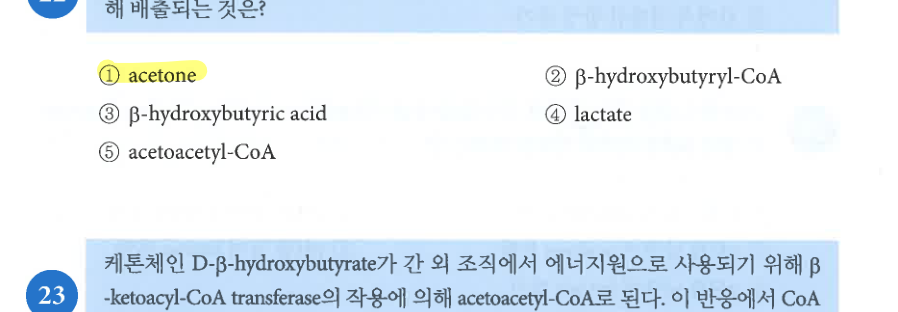 해 배출되는 것은?
① acetone
② β-hydroxybutyryl-CoA
③ β-hydroxybutyric acid
④ lactate
⑤ acetoacetyl-CoA
23
케톤체인 D-β-hydroxybutyrate가 간 외 조직에서 에너지원으로 사용되기 위해 β
-ketoacyl-CoA transferase의 작용에 의해 acetoacetyl-CoA로 된다. 이 반응에서 CoA